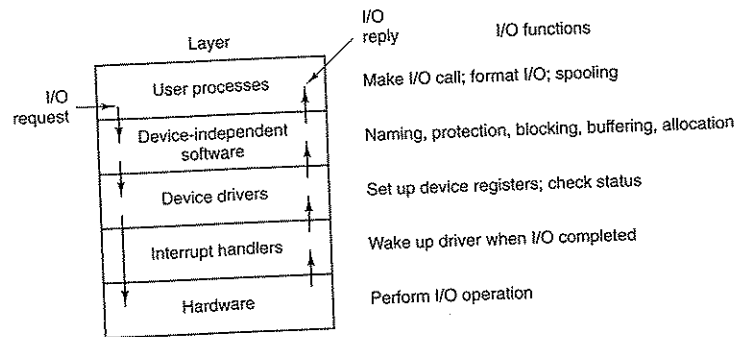 I/O
reply
I/O functions
Layer
I/O
request
User processes
Make I/O call; format I/O; spooling
Device-independent
software
Naming, protection, blocking, buffering, allocation
Device drivers
Set up device registers; check status
Interrupt handlers
Wake up driver when I/O completed
Hardware
Perform I/O operation